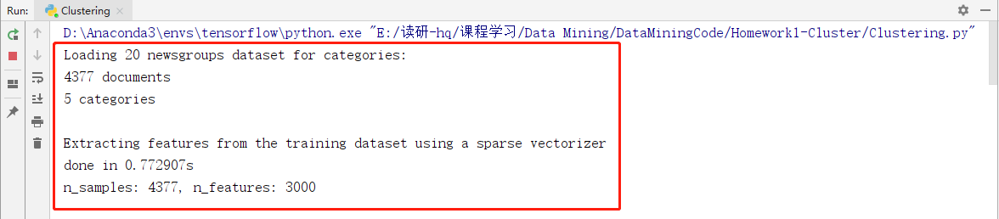 Run: Clustering
D:\Anaconda3\envs\tensorflow\python.exe "E:/读研-hq/课程学习/Data Mining/DataMiningCode/Homework1-Cluster/Clustering.py"
Loading 20 newsgroups dataset for categories:
4377 documents
5 categories
Extracting features from the training dataset using a sparse vectorizer
done in 0.772907s
n_samples: 4377, n_features: 3000